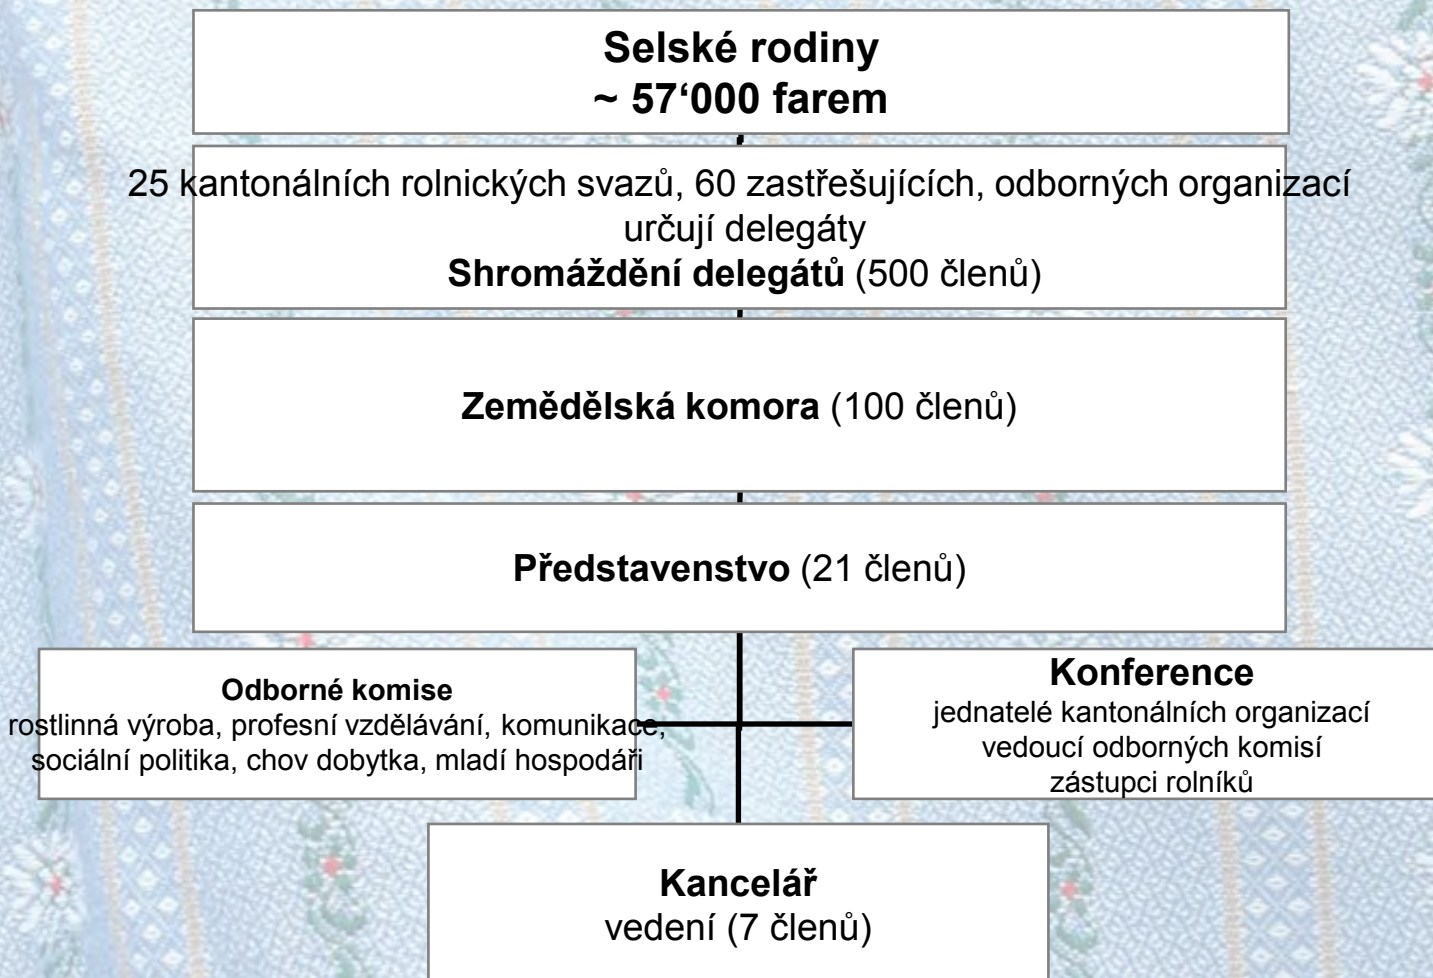 Selské rodiny
~ 57‘000 farem
25 kantonálních rolnických svazů, 60 zastřešujících, odborných organizací
určují delegáty
Shromáždění delegátů (500 členů)
Zemědělská komora (100 členů)
Představenstvo (21 členů)
Odborné komise
rostlinná výroba, profesní vzdělávání, komunikace,
sociální politika, chov dobytka, mladí hospodáři
Konference
jednatelé kantonálních organizací
vedoucí odborných komisí
zástupci rolníků
Kancelář
vedení (7 členů)